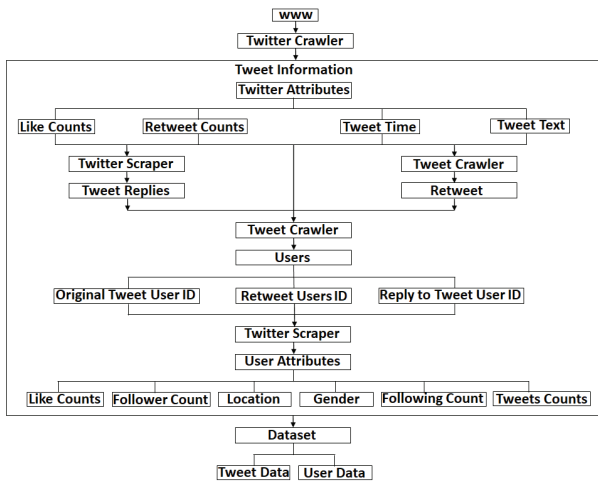 www
Twitter Crawler
Tweet Information
Twitter Attributes
Like Counts
Retweet Counts
Tweet Time
Tweet Text
Twitter Scraper
Tweet Crawler
Tweet Replies
Retweet
Tweet Crawler
Users
Original Tweet User ID
Retweet Users ID
Reply to Tweet User ID
Twitter Scraper
User Attributes
Like Counts
Follower Count
Location
Gender
Following Count
Tweets Counts
Dataset
Tweet Data
User Data